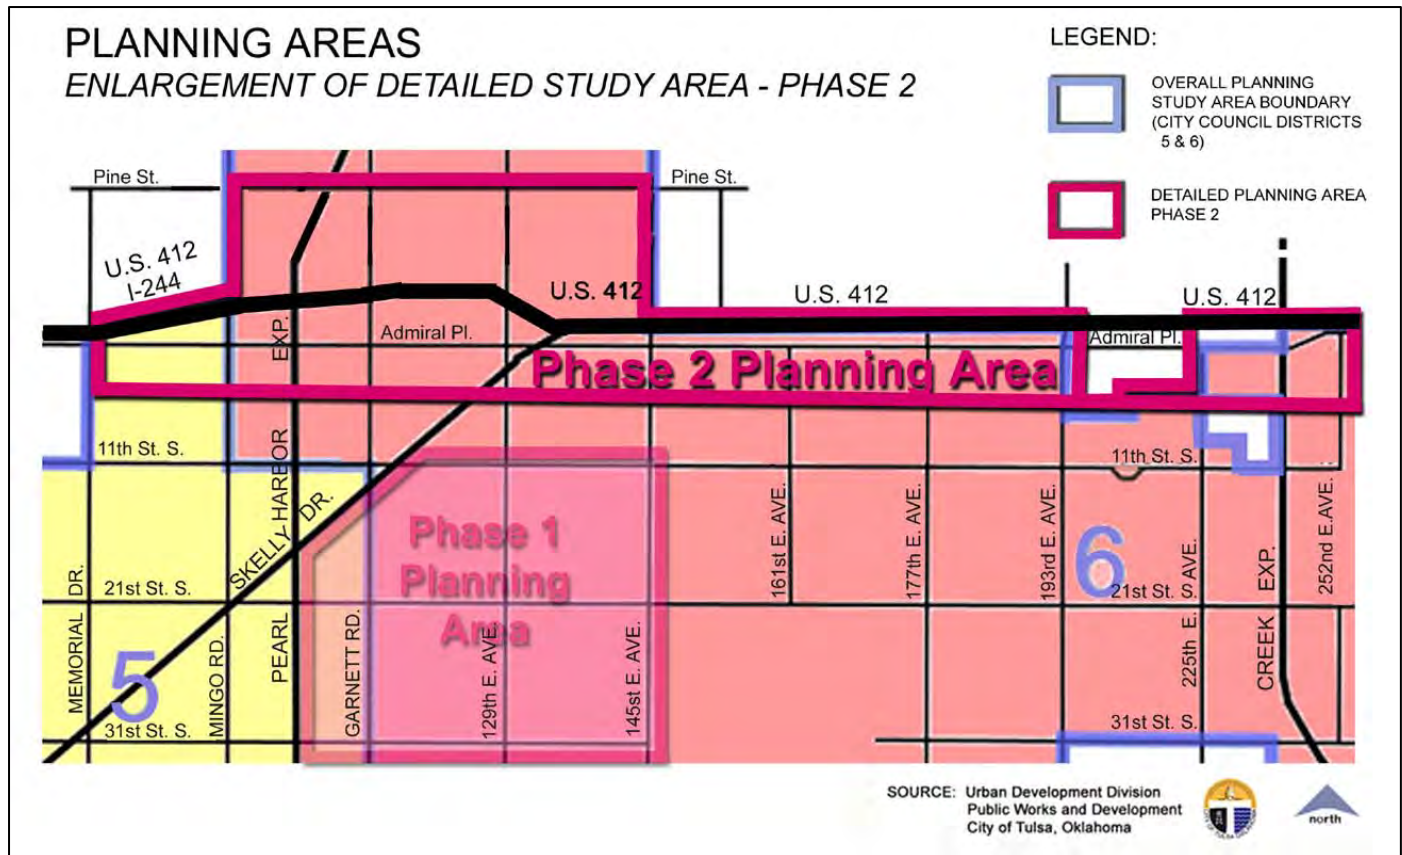 PLANNING AREAS
ENLARGEMENT OF DETAILED STUDY AREA - PHASE 2
LEGEND:
OVERALL PLANNING
STUDY AREA BOUNDARY
(CITY COUNCIL DISTRICTS
5 & 6)
DETAILED PLANNING AREA
PHASE 2
Pine St.
Pine St.
U.S. 412
I-244
U.S. 412
U.S. 412
U.S. 412
Admiral Pl.
Admiral Pl.
Phase 2 Planning Area
11th St. S.
11th St. S.
Phase 1
Planning
Area
21st St. S.
21st St. S.
31st St. S.
31st St. S.
5
6
MEMORIAL DR.
MINGO RD.
SKELLY DR.
PEARL HARBOR EXP.
GARNETT RD.
129th E. AVE.
145st E. AVE.
161st E. AVE.
177th E. AVE.
193rd E. AVE.
225th E. AVE.
CREEK EXP.
252nd E.AVE.
SOURCE: Urban Development Division
Public Works and Development
City of Tulsa, Oklahoma
north